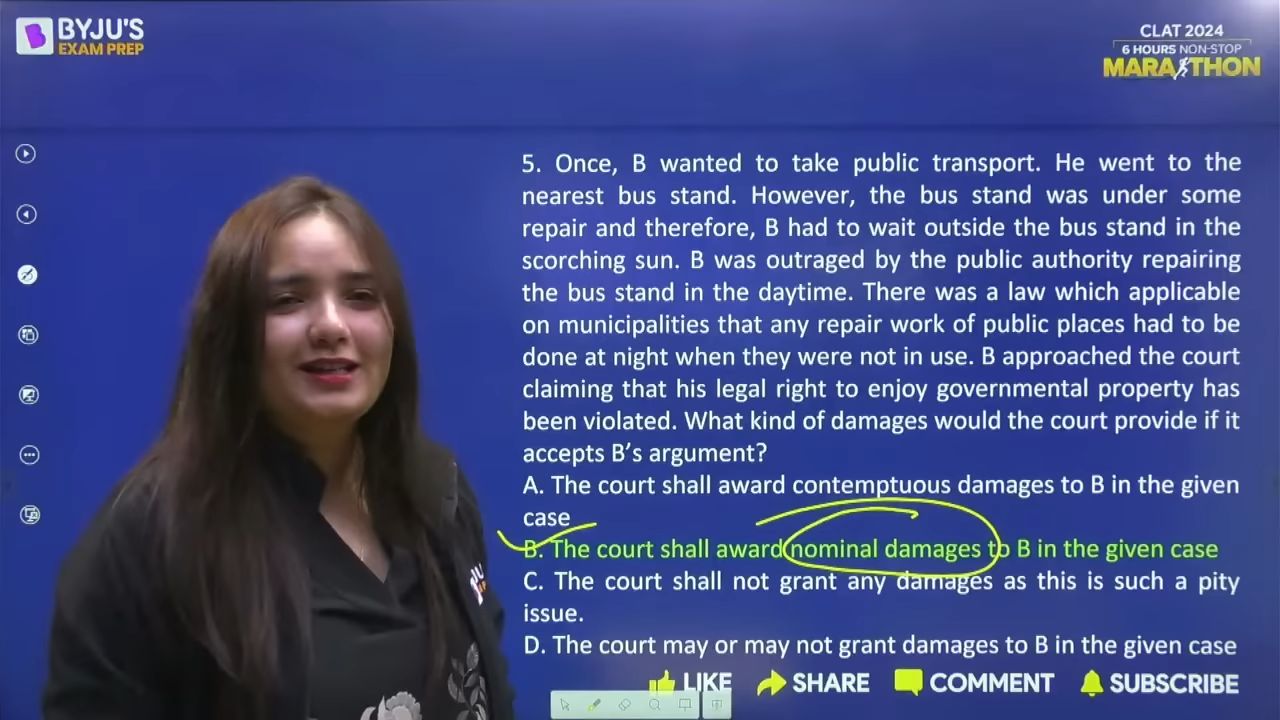 BYJU'S
EXAM PREP
CLAT 2024
6 HOURS NON-STOP
MARATHON
5. Once, B wanted to take public transport. He went to the
nearest bus stand. However, the bus stand was under some
repair and therefore, B had to wait outside the bus stand in the
scorching sun. B was outraged by the public authority repairing
the bus stand in the daytime. There was a law which applicable
on municipalities that any repair work of public places had to be
done at night when they were not in use. B approached the court
claiming that his legal right to enjoy governmental property has
been violated. What kind of damages would the court provide if it
accepts B's argument?
A. The court shall award contemptuous damages to B in the given
case
B. The court shall award nominal damages to B in the given case
C. The court shall not grant any damages as this is such a pity
issue.
D. The court may or may not grant damages to B in the given case
LIKE SHARE COMMENT SUBSCRIBE